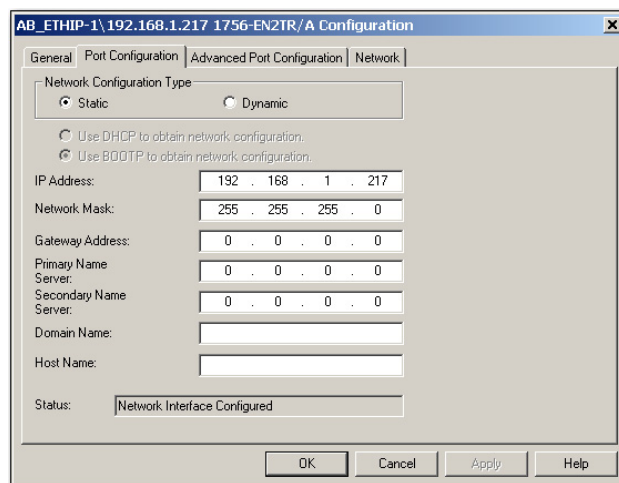 AB_ETHIP-1\192.168.1.217 1756-EN2TR/A Configuration
General Port Configuration Advanced Port Configuration Network
Network Configuration Type
Static Dynamic
Use DHCP to obtain network configuration.
Use BOOTP to obtain network configuration.
IP Address: 192 . 168 . 1 . 217
Network Mask: 255 . 255 . 255 . 0
Gateway Address: 0 . 0 . 0 . 0
Primary Name
Server: 0 . 0 . 0 . 0
Secondary Name
Server: 0 . 0 . 0 . 0
Domain Name:
Host Name:
Status: Network Interface Configured
OK Cancel Apply Help